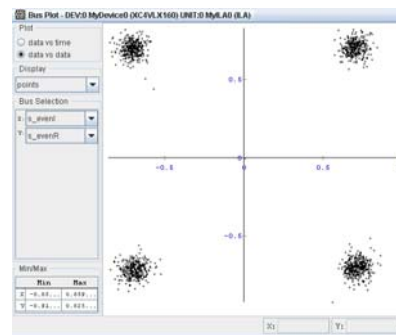 Bus Plot - DEV:0 MyDevice0 (XC4VLX160) UNIT:0 MyILA0 (ILA)
Plot
data vs time
data vs data
Display
points
Bus Selection
X: s_evenI
Y: s_evenR
Min/Max
Min Max
X
Y
0.5
-0.5 0 0.5
-0.5
X: Y: